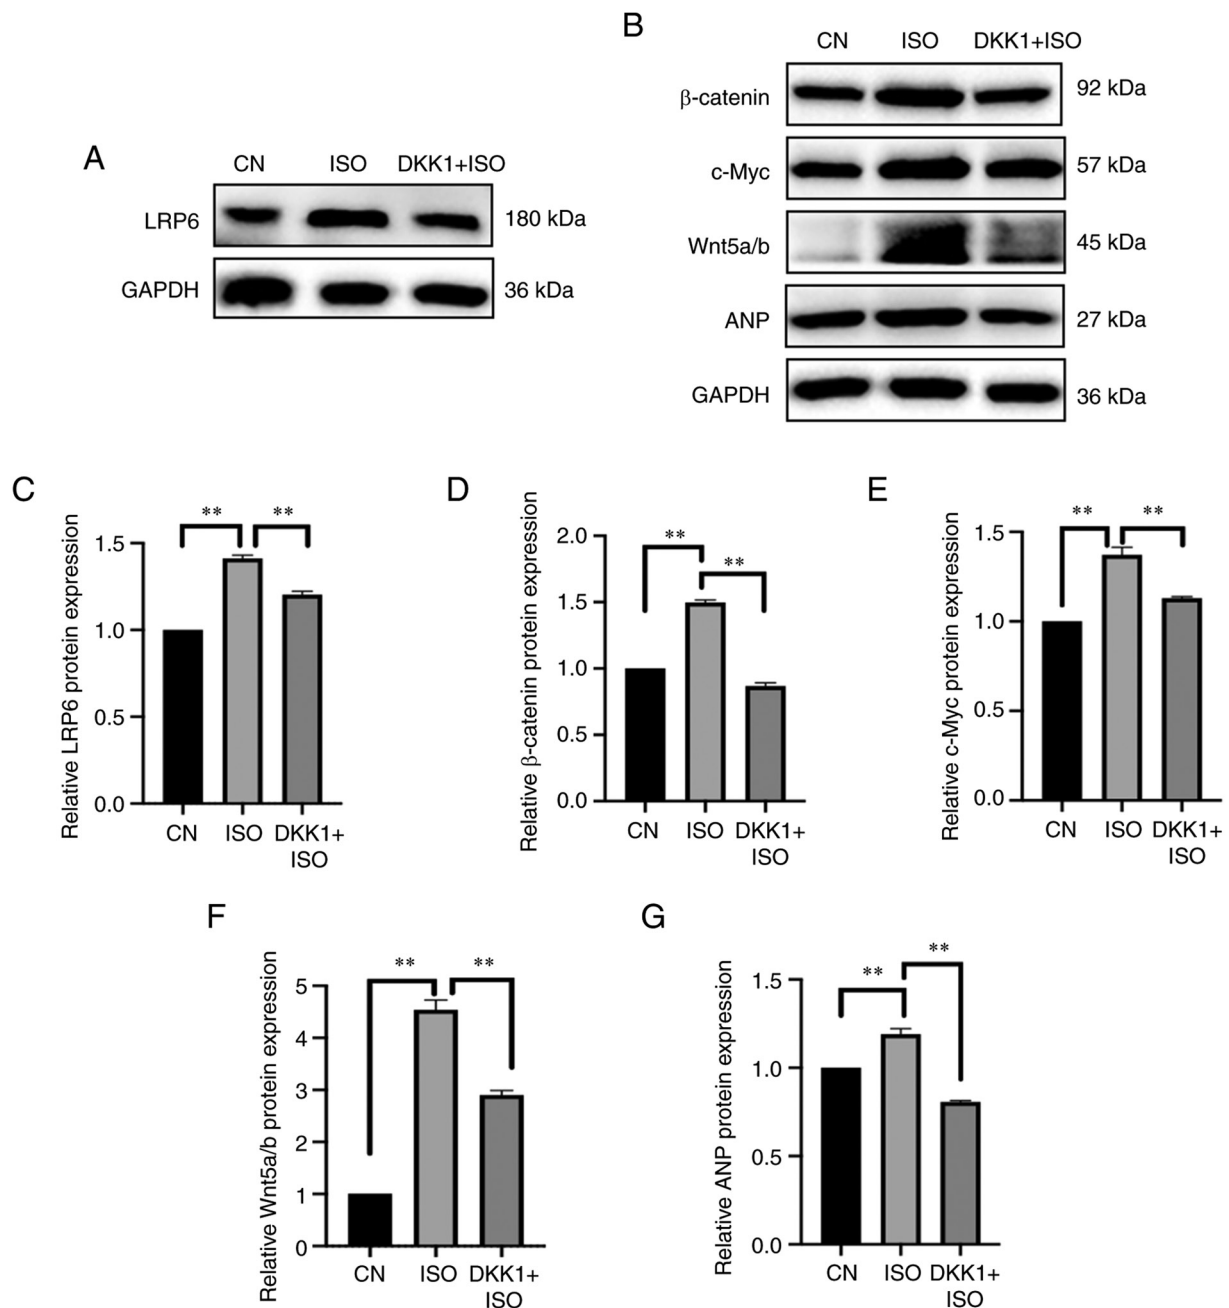 A
CN ISO DKK1+ISO
LRP6 180 kDa
GAPDH 36 kDa
B
CN ISO DKK1+ISO
β-catenin 92 kDa
c-Myc 57 kDa
Wnt5a/b 45 kDa
ANP 27 kDa
GAPDH 36 kDa
C
Relative LRP6 protein expression
** **
1.5
1.0
0.5
0.0
CN ISO DKK1+
ISO
D
Relative β-catenin protein expression
**
**
2.0
1.5
1.0
0.5
0.0
CN ISO DKK1+
ISO
E
Relative c-Myc protein expression
** **
1.5
1.0
0.5
0.0
CN ISO DKK1+
ISO
F
Relative Wnt5a/b protein expression
** **
5
4
3
2
1
0
CN ISO DKK1+
ISO
G
Relative ANP protein expression
**
**
1.5
1.0
0.5
0.0
CN ISO DKK1+
ISO